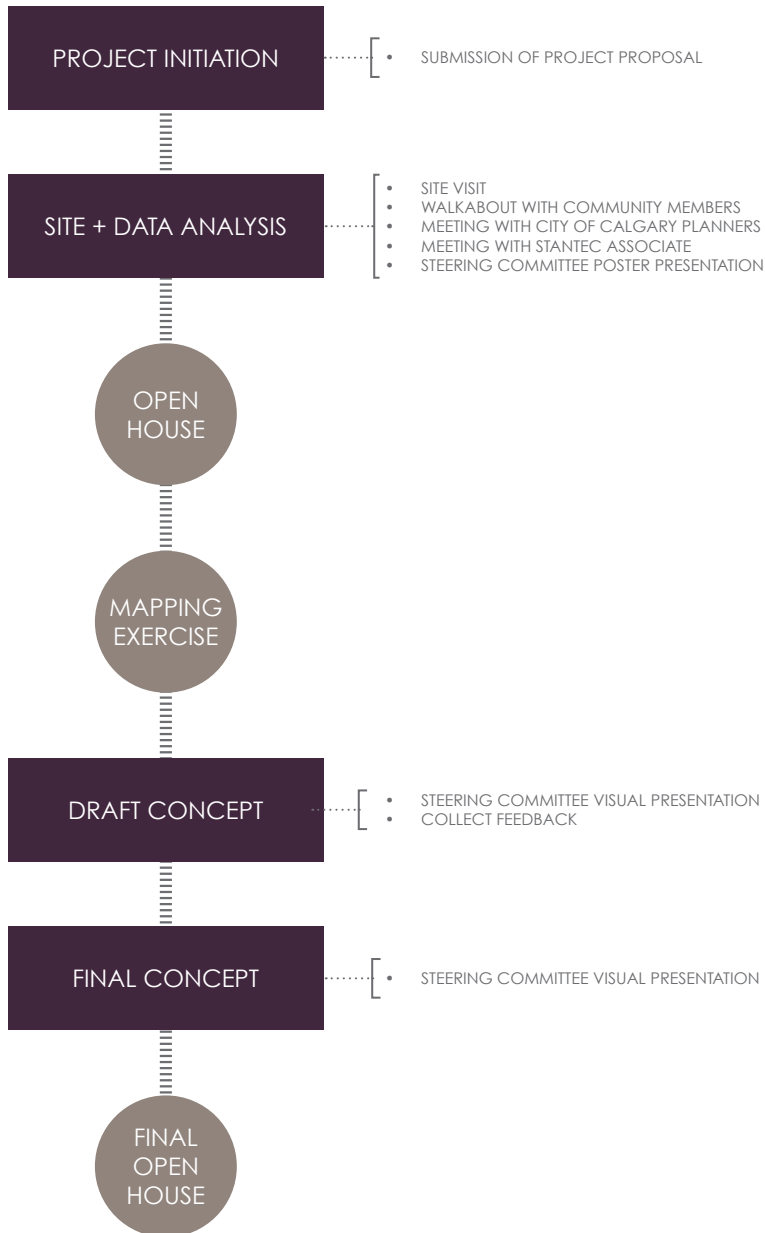 PROJECT INITIATION
• SUBMISSION OF PROJECT PROPOSAL
SITE + DATA ANALYSIS
• SITE VISIT
• WALKABOUT WITH COMMUNITY MEMBERS
• MEETING WITH CITY OF CALGARY PLANNERS
• MEETING WITH STANTEC ASSOCIATE
• STEERING COMMITTEE POSTER PRESENTATION
OPEN
HOUSE
MAPPING
EXERCISE
DRAFT CONCEPT
• STEERING COMMITTEE VISUAL PRESENTATION
• COLLECT FEEDBACK
FINAL CONCEPT
• STEERING COMMITTEE VISUAL PRESENTATION
FINAL
OPEN
HOUSE